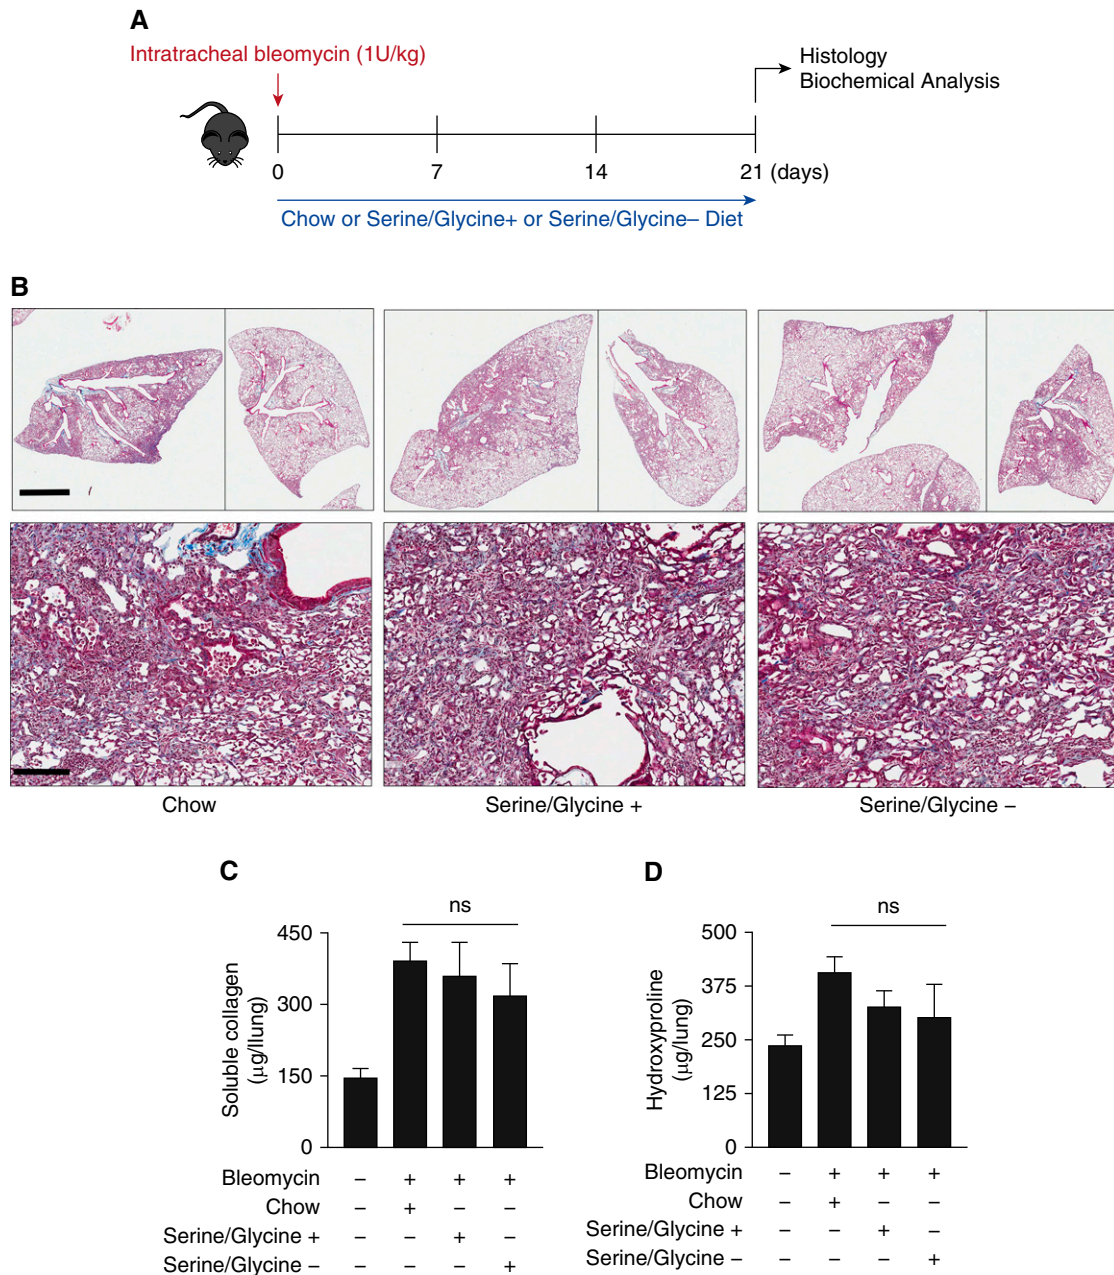 A
Intratracheal bleomycin (1U/kg)
Histology
Biochemical Analysis
0 7 14 21 (days)
Chow or Serine/Glycine+ or Serine/Glycine– Diet
B
Chow Serine/Glycine + Serine/Glycine –
C
ns
Soluble collagen
(μg/llung)
450
300
150
0
Bleomycin – + + +
Chow – + – –
Serine/Glycine + – – + –
Serine/Glycine – – – – +
D
ns
Hydroxyproline
(μg/lung)
500
375
250
125
0
Bleomycin – + + +
Chow – + – –
Serine/Glycine + – – + –
Serine/Glycine – – – – +